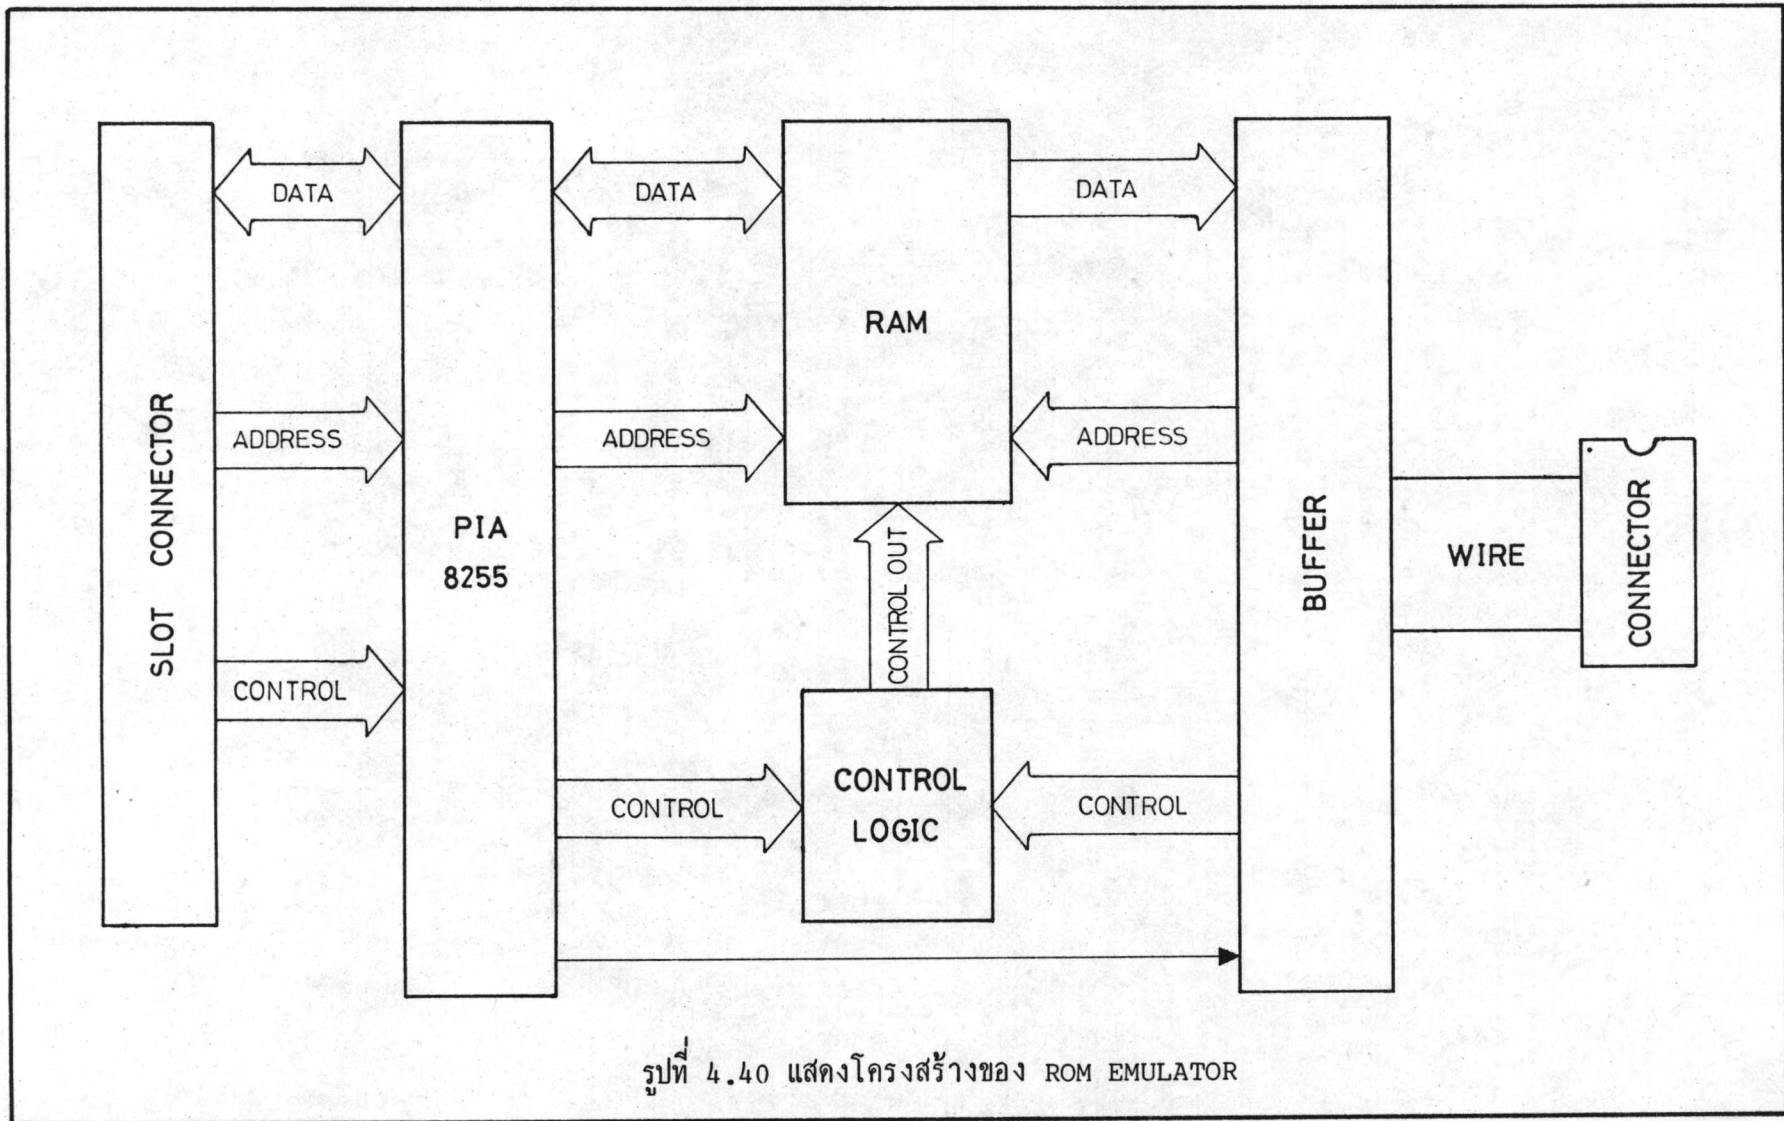 DATA
DATA
DATA
RAM
SLOT CONNECTOR
ADDRESS
ADDRESS
ADDRESS
PIA
8255
CONTROL OUT
BUFFER
WIRE
CONNECTOR
CONTROL
CONTROL
CONTROL
LOGIC
CONTROL
รูปที่ 4.40 แสดงโครงสร้างของ ROM EMULATOR